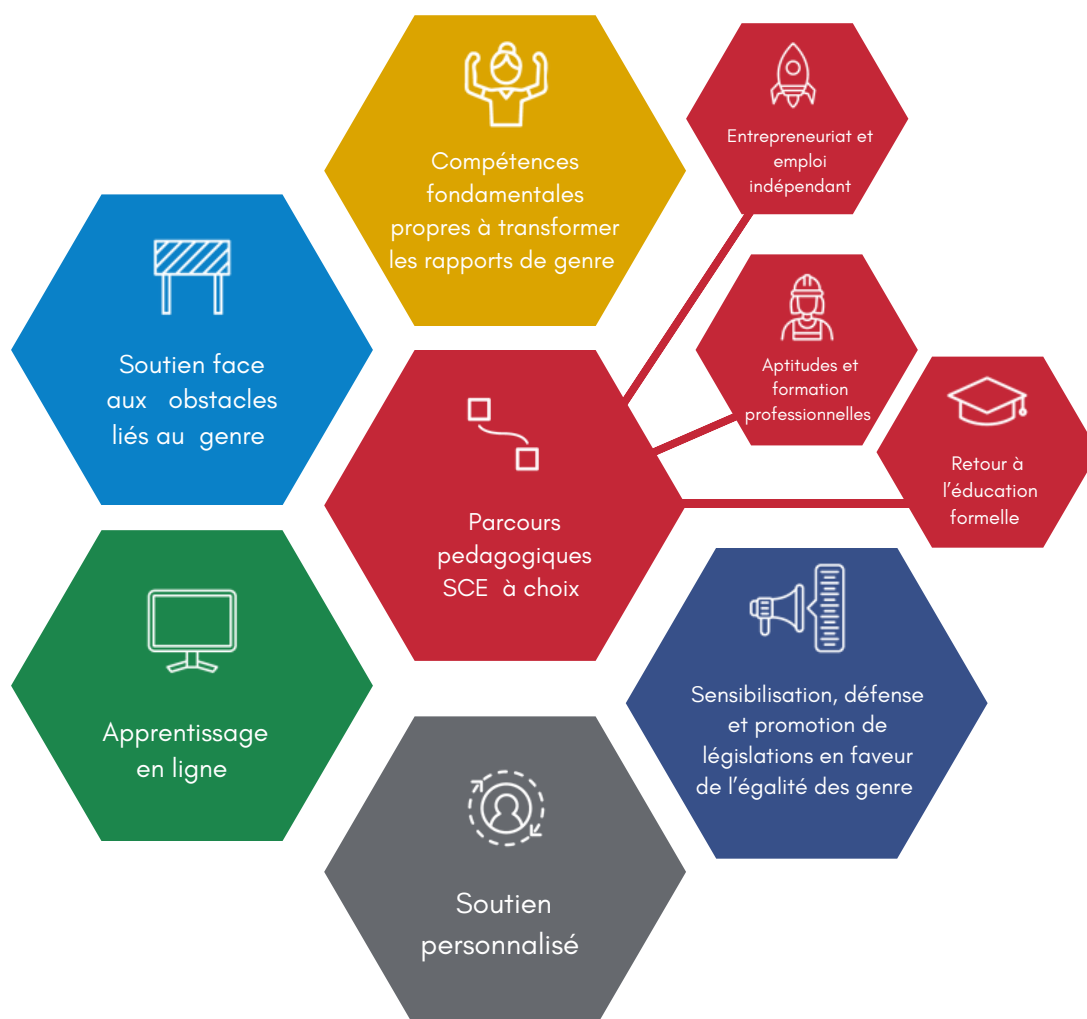 Compétences
fondamentales
propres à transformer
les rapports de genre
Entrepreneuriat et
emploi
indépendant
Soutien face
aux obstacles
liés au genre
Aptitudes et
formation
professionnelles
Retour à
l'éducation
formelle
Parcours
pedagogiques
SCE à choix
Apprentissage
en ligne
Sensibilisation, défense
et promotion de
législations en faveur
de l'égalité des genre
Soutien
personnalisé